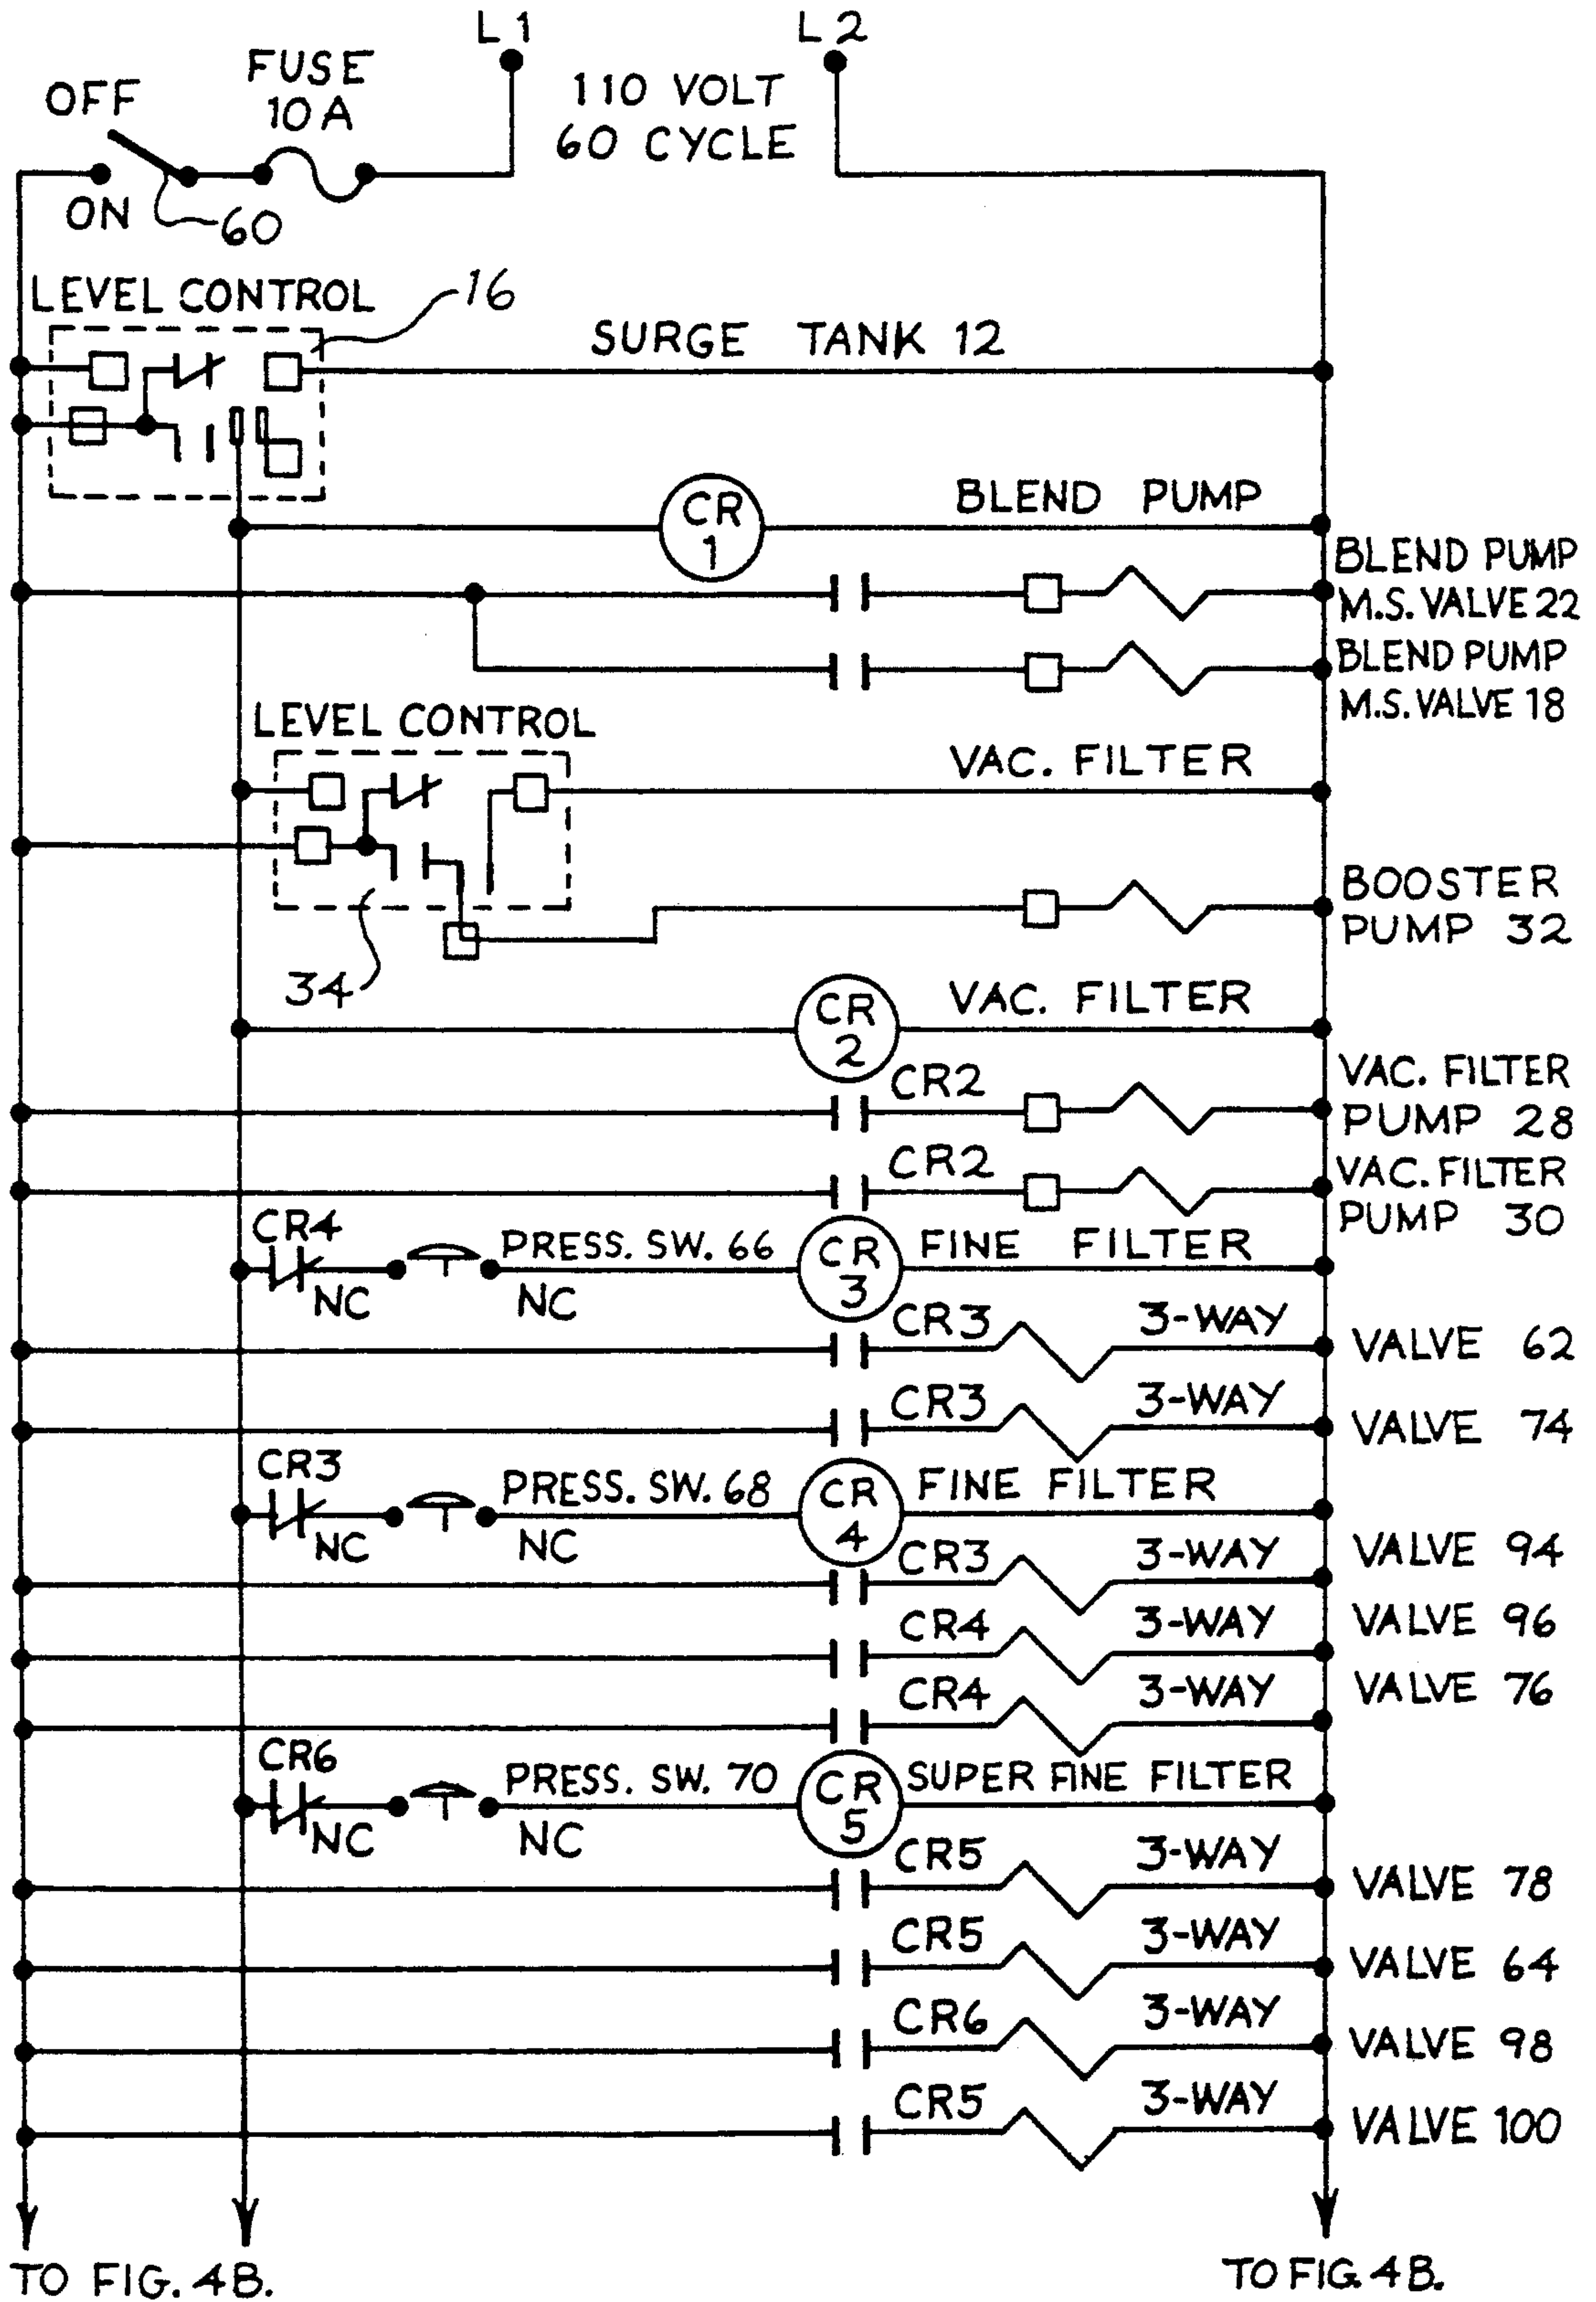 L1
L2
FUSE
10A
110 VOLT
60 CYCLE
OFF
ON
60
LEVEL CONTROL
16
SURGE TANK 12
CR
1
BLEND PUMP
BLEND PUMP
M.S. VALVE 22
BLEND PUMP
M.S. VALVE 18
LEVEL CONTROL
VAC. FILTER
34
BOOSTER
PUMP 32
CR
2
VAC. FILTER
CR2
VAC. FILTER
PUMP 28
CR2
VAC. FILTER
PUMP 30
CR4
NC
PRESS. SW. 66
NC
CR
3
FINE FILTER
CR3
3-WAY
VALVE 62
CR3
3-WAY
VALVE 74
CR3
NC
PRESS. SW. 68
NC
CR
4
FINE FILTER
CR3
3-WAY
VALVE 94
CR4
3-WAY
VALVE 96
CR4
3-WAY
VALVE 76
CR6
NC
PRESS. SW. 70
NC
CR
5
SUPER FINE FILTER
CR5
3-WAY
VALVE 78
CR5
3-WAY
VALVE 64
CR6
3-WAY
VALVE 98
CR5
3-WAY
VALVE 100
TO FIG. 4B.
TO FIG. 4B.